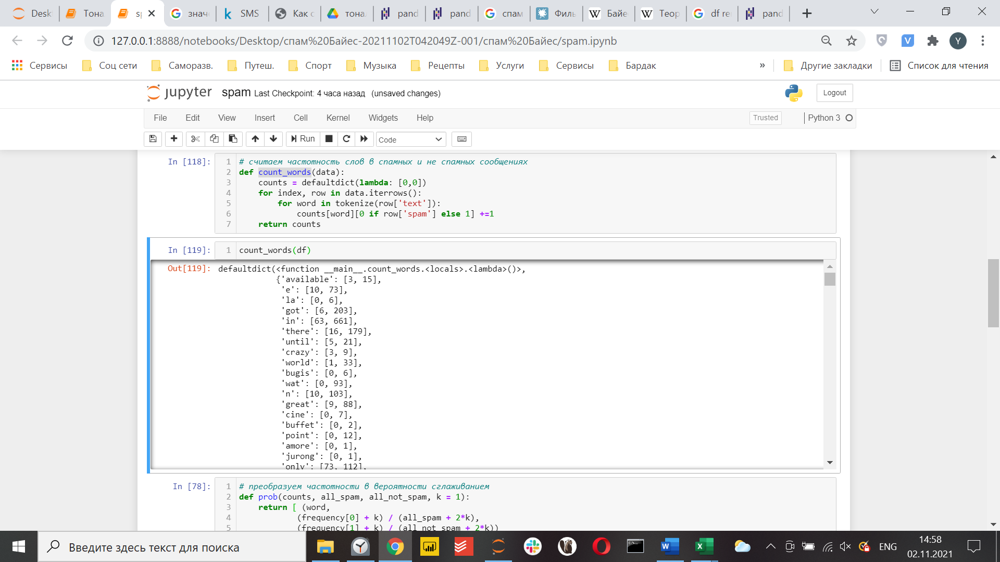 Desk
Тона
sp
знач
SMS
Как с
тонал
pand
pand
спам
Филь
W Байе
W Теор
df re
pand
127.0.0.1:8888/notebooks/Desktop/спам%20Байес-20211102T042049Z-001/спам%20Байес/spam.ipynb
V
Y
Сервисы
Соц сети
Саморазв.
Путеш.
Спорт
Музыка
Рецепты
Услуги
Сервисы
Бардак
»
Другие закладки
Список для чтения
jupyter spam Last Checkpoint: 4 часа назад (unsaved changes)
Logout
File Edit View Insert Cell Kernel Widgets Help
Trusted
Python 3
Run
Code
In [118]:
1 # считаем частотность слов в спамных и не спамных сообщениях
2 def count_words(data):
3 counts = defaultdict(lambda: [0,0])
4 for index, row in data.iterrows():
5 for word in tokenize(row['text']):
6 counts[word][0 if row['spam'] else 1] +=1
7 return counts
In [119]:
1 count_words(df)
Out[119]: defaultdict(<function __main__.count_words.<locals>.<lambda>()>,
{'available': [3, 15],
'e': [10, 73],
'la': [0, 6],
'got': [6, 203],
'in': [63, 661],
'there': [16, 179],
'until': [5, 21],
'crazy': [3, 9],
'world': [1, 33],
'bugis': [0, 6],
'wat': [0, 93],
'n': [10, 103],
'great': [9, 88],
'cine': [0, 7],
'buffet': [0, 2],
'point': [0, 12],
'amore': [0, 1],
'jurong': [0, 1],
'only': [73, 112],
In [78]:
1 # преобразуем частотности в вероятности сглаживанием
2 def prob(counts, all_spam, all_not_spam, k = 1):
3 return [ (word,
4 (frequency[0] + k) / (all_spam + 2*k),
5 (frequency[1] + k) / (all_not_spam + 2*k))
Введите здесь текст для поиска
ENG
14:58
02.11.2021